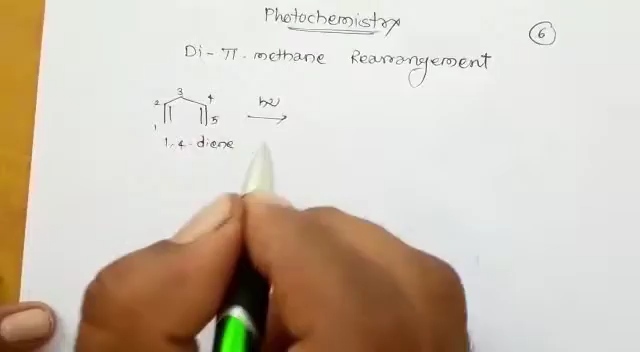 Photochemistry
6
Di-π-methane Rearrangement
3
2 4
hν
1 5
1,4-diene